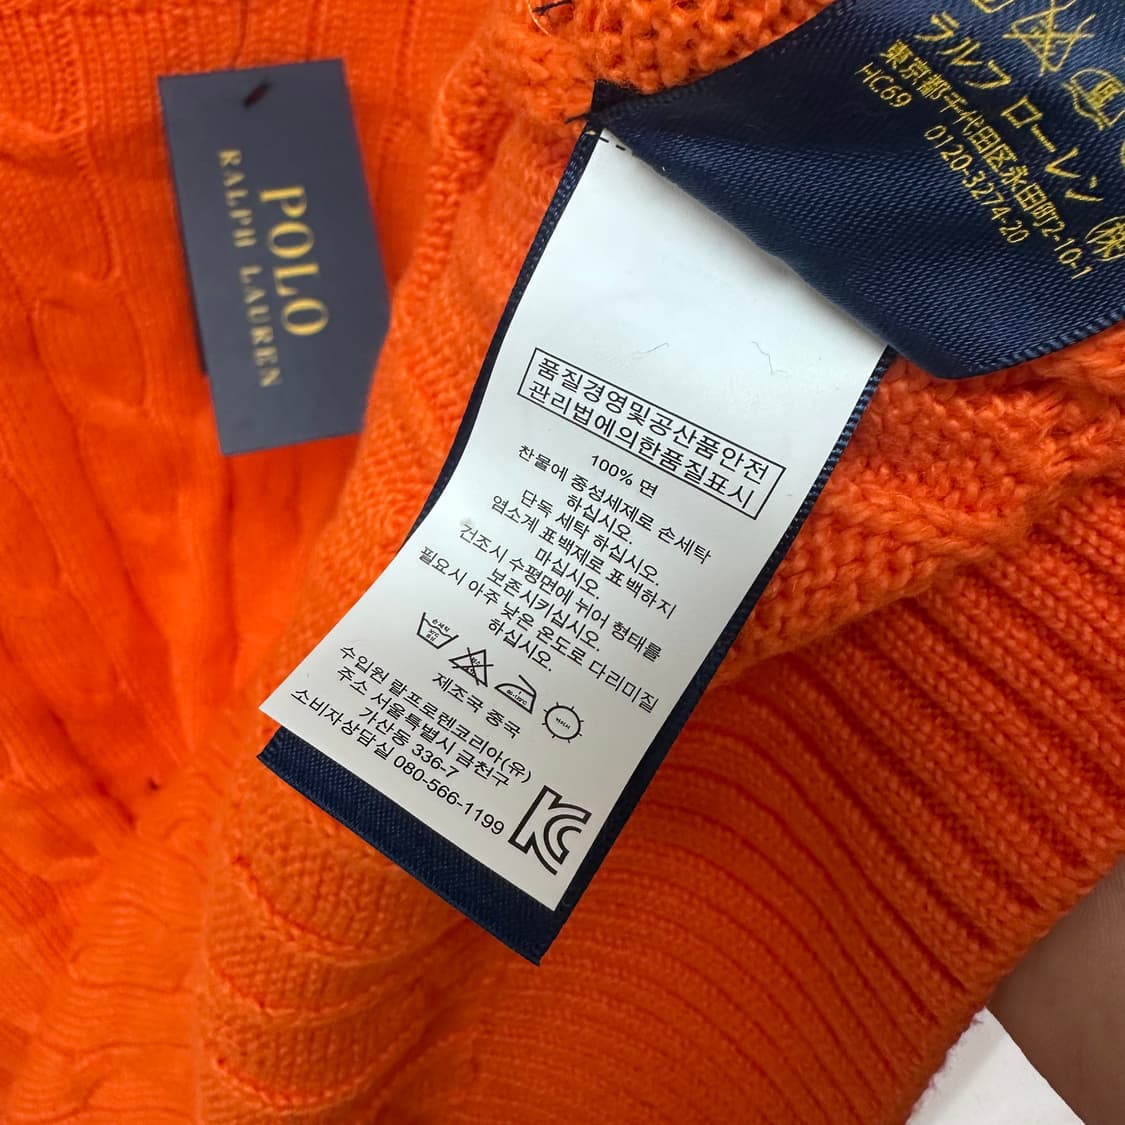 POLO
RALPH LAUREN
ラルフ ローレン (株)
東京都千代田区永田町2-10-1
HC69
0120-3274-20
품질경영및공산품안전
관리법에의한품질표시
100% 면
찬물에 중성세제로 손세탁
하십시오.
단독 세탁 하십시오.
염소계 표백제로 표백하지
마십시오.
건조시 수평면에 뉘어 형태를
보존시키십시오.
필요시 아주 낮은 온도로 다리미질
하십시오.
제조국 중국
수입원 랄프로렌코리아(유)
주소 서울특별시 금천구
가산동 336-7
소비자상담실 080-566-1199
KC